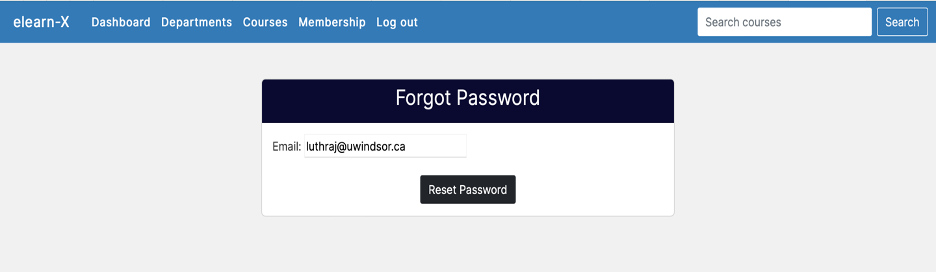 elearn-X Dashboard Departments Courses Membership Log out Search courses Search
Forgot Password
Email: luthraj@uwindsor.ca
Reset Password